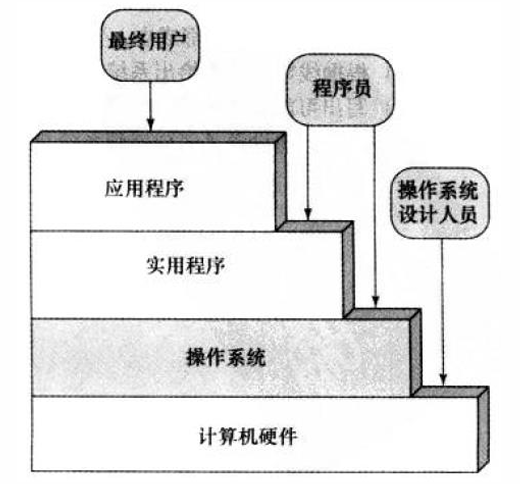 最终用户
程序员
操作系统
设计人员
应用程序
实用程序
操作系统
计算机硬件